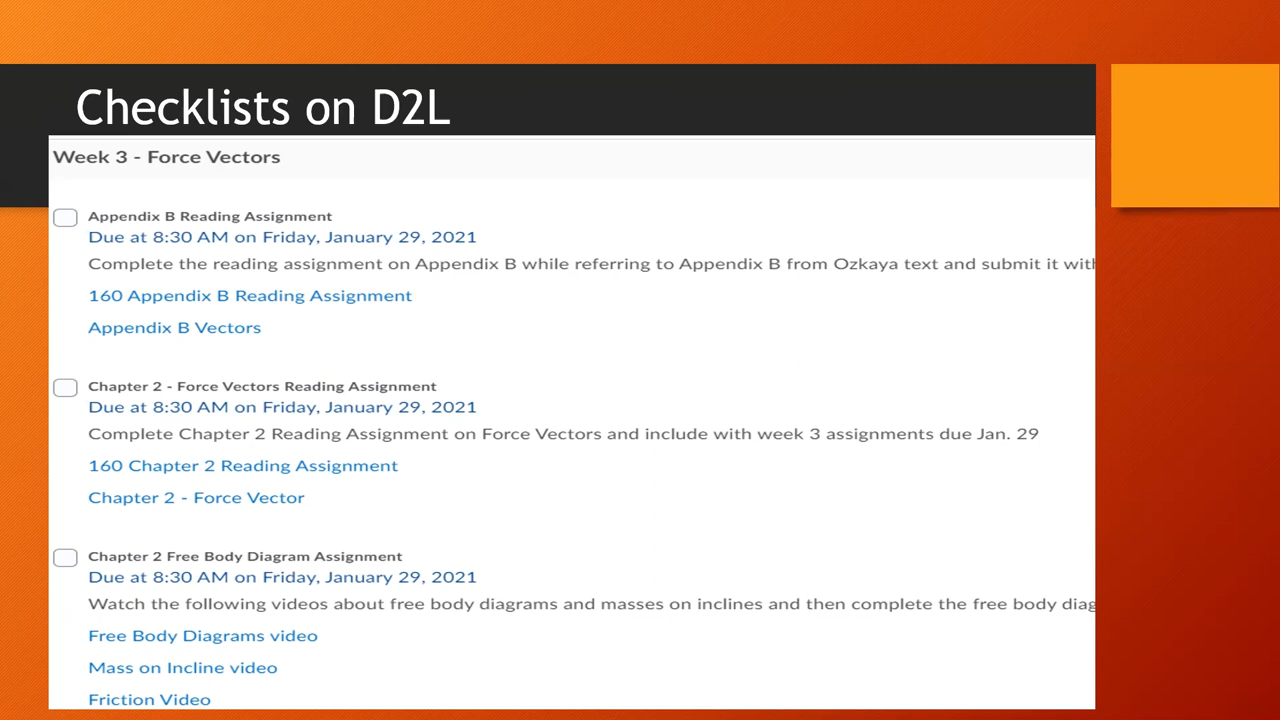 Checklists on D2L
Week 3 - Force Vectors
Appendix B Reading Assignment
Due at 8:30 AM on Friday, January 29, 2021
Complete the reading assignment on Appendix B while referring to Appendix B from Ozkaya text and submit it with
160 Appendix B Reading Assignment
Appendix B Vectors
Chapter 2 - Force Vectors Reading Assignment
Due at 8:30 AM on Friday, January 29, 2021
Complete Chapter 2 Reading Assignment on Force Vectors and include with week 3 assignments due Jan. 29
160 Chapter 2 Reading Assignment
Chapter 2 - Force Vector
Chapter 2 Free Body Diagram Assignment
Due at 8:30 AM on Friday, January 29, 2021
Watch the following videos about free body diagrams and masses on inclines and then complete the free body diag
Free Body Diagrams video
Mass on Incline video
Friction Video